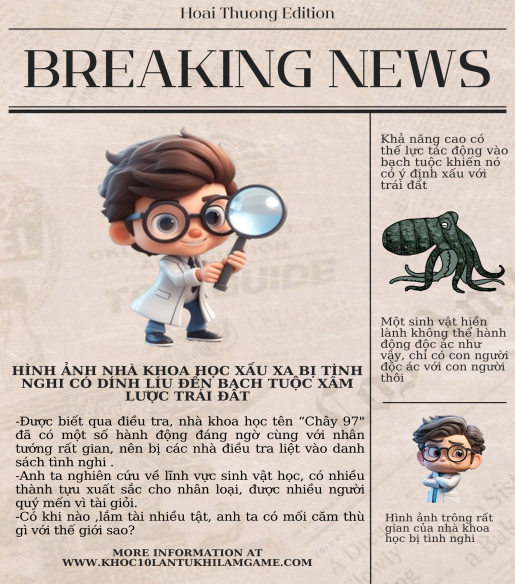 Hoai Thuong Edition
BREAKING NEWS
HÌNH ẢNH NHÀ KHOA HỌC XẤU XA BỊ TÌNH
NGHI CÓ DÍNH LÍU ĐẾN BẠCH TUỘC XÂM
LƯỢC TRÁI ĐẤT
-Được biết qua điều tra, nhà khoa học tên “Chây 97"
đã có một số hành động đáng ngờ cùng với nhân
tướng rất gian, nên bị các nhà điều tra liệt vào danh
sách tình nghi .
-Anh ta nghiên cứu về lĩnh vực sinh vật học, có nhiều
thành tựu xuất sắc cho nhân loại, được nhiều người
quý mến vì tài giỏi.
-Có khi nào ,lắm tài nhiều tật, anh ta có mối căm thù
gì với thế giới sao?
MORE INFORMATION AT
WWW.KHOC10LANTUKHILAMGAME.COM
Khả năng cao có
thế lực tác động vào
bạch tuộc khiến nó
có ý định xấu với
trái đất
Một sinh vật hiền
lành không thể hành
động độc ác như
vậy, chỉ có con người
độc ác với con người
thôi
Hình ảnh trông rất
gian của nhà khoa
học bị tình nghi